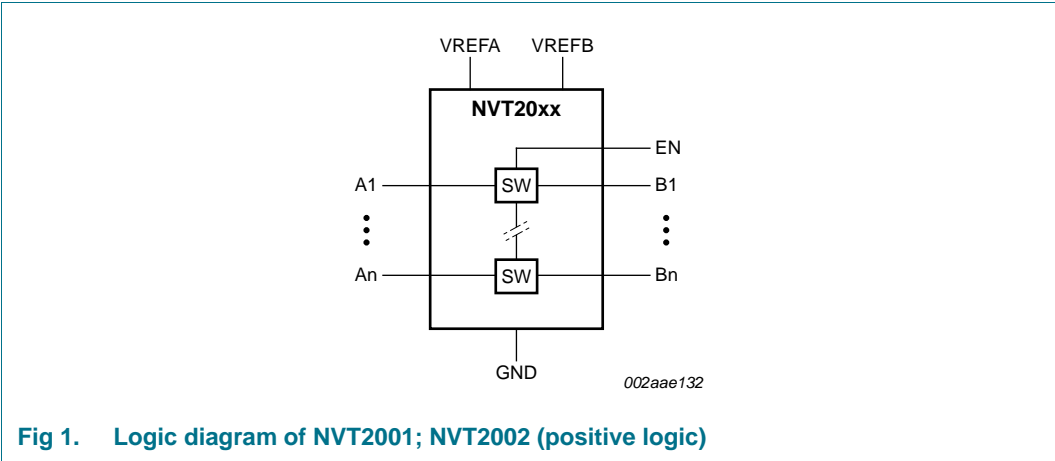 VREFA VREFB
NVT20xx
EN
A1 SW B1
An SW Bn
GND
002aae132
Fig 1. Logic diagram of NVT2001; NVT2002 (positive logic)